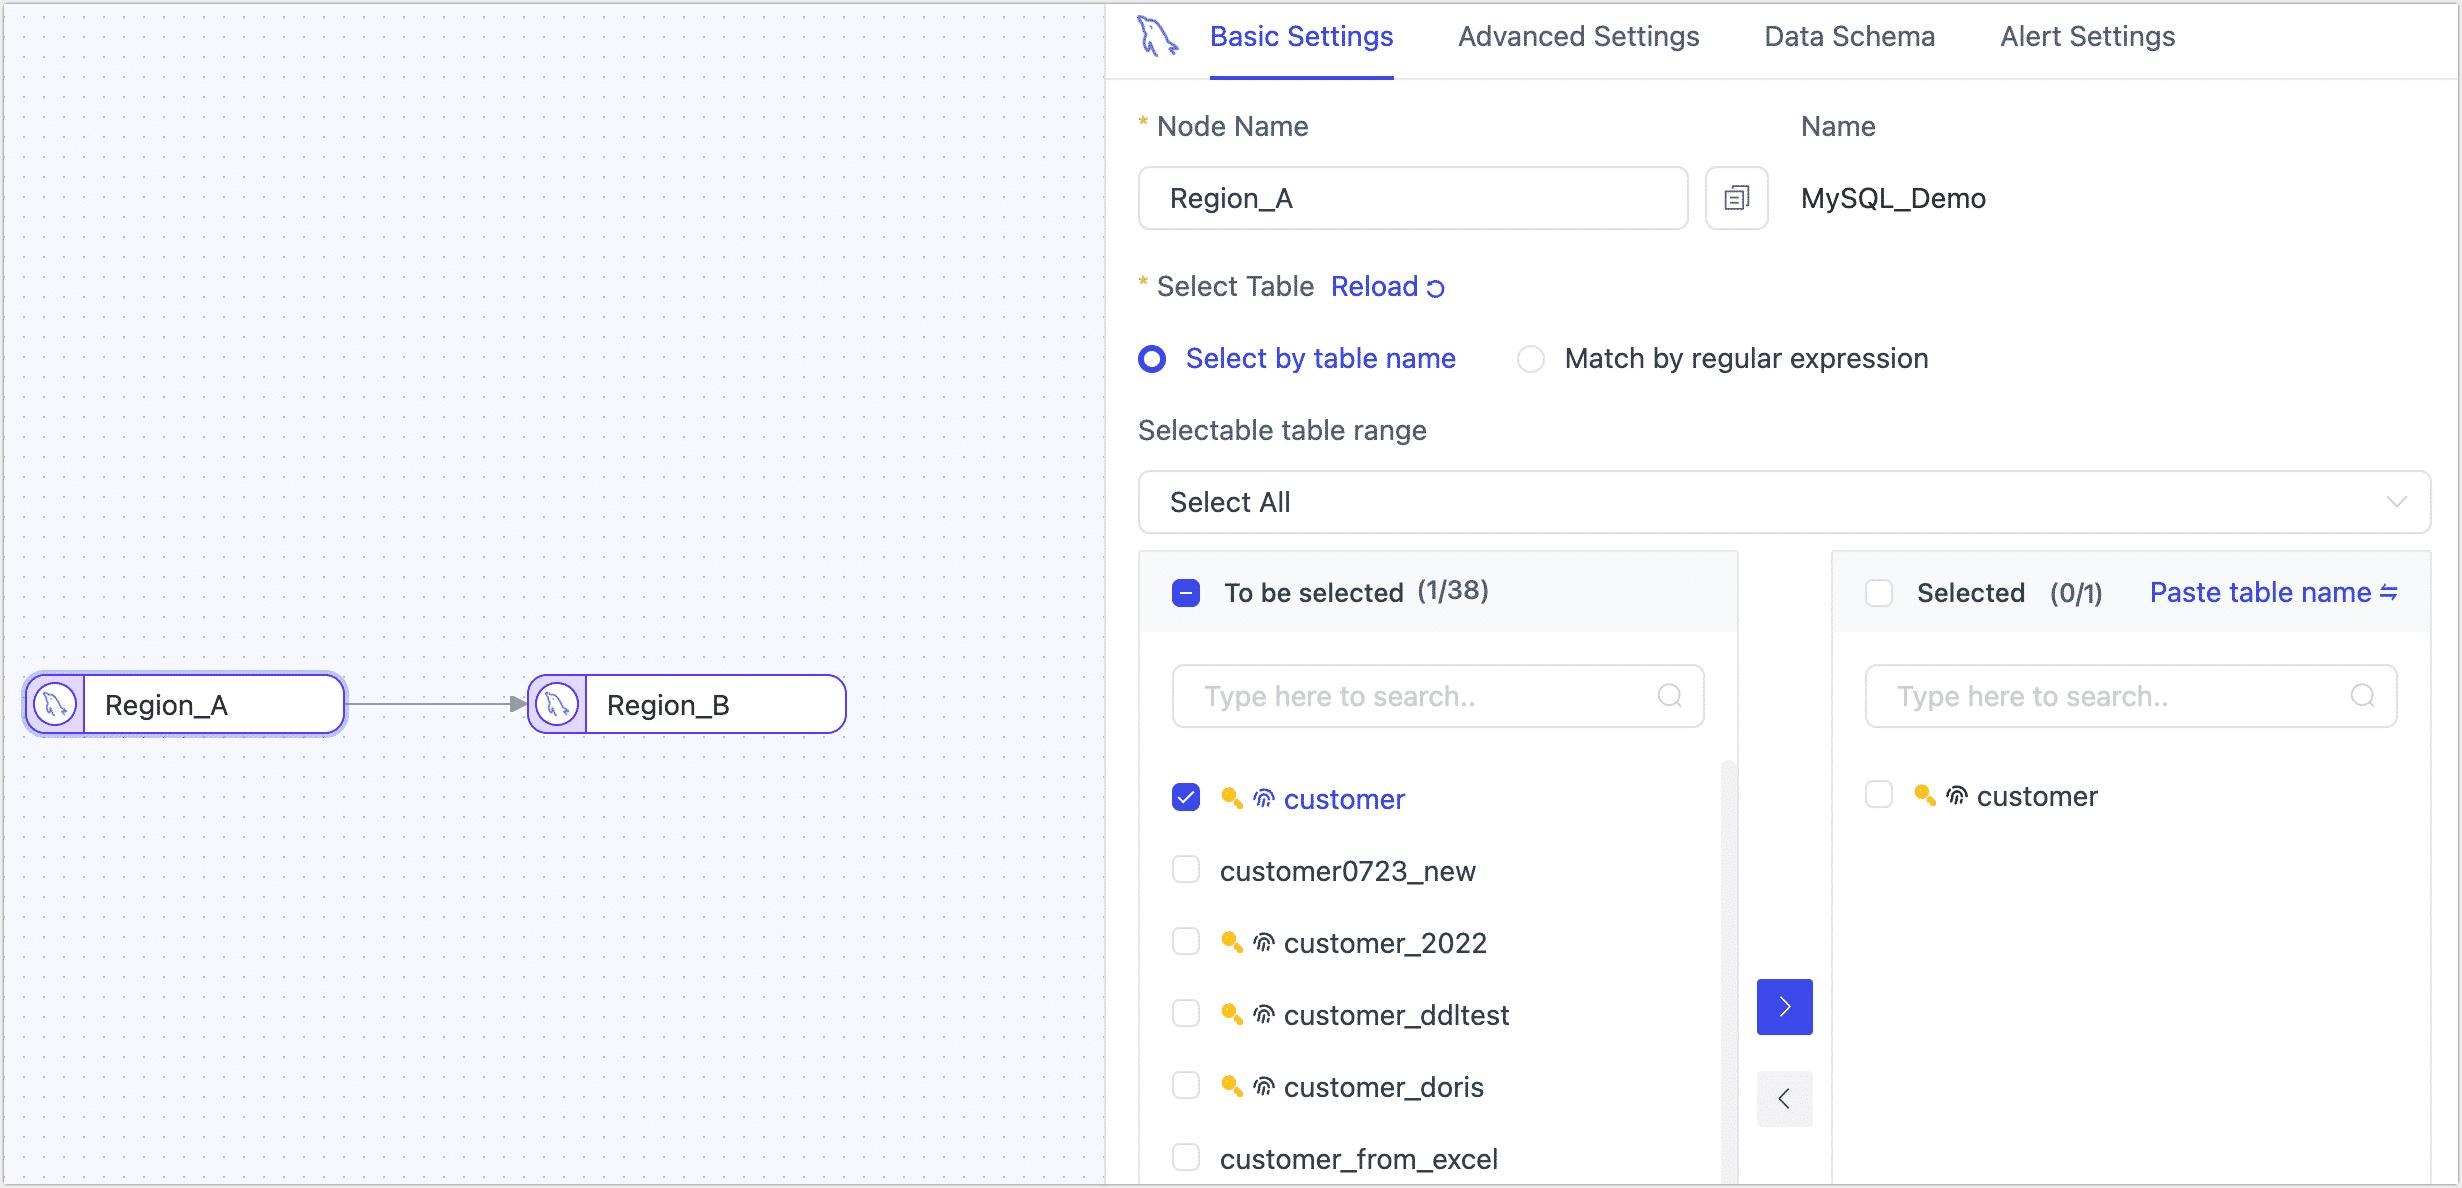 Basic Settings
Advanced Settings
Data Schema
Alert Settings
* Node Name
Name
Region_A
MySQL_Demo
* Select Table Reload
Select by table name
Match by regular expression
Selectable table range
Select All
To be selected (1/38)
Selected (0/1)
Paste table name
Type here to search..
Type here to search..
Region_A
Region_B
customer
customer0723_new
customer_2022
customer_ddltest
customer_doris
customer_from_excel
customer